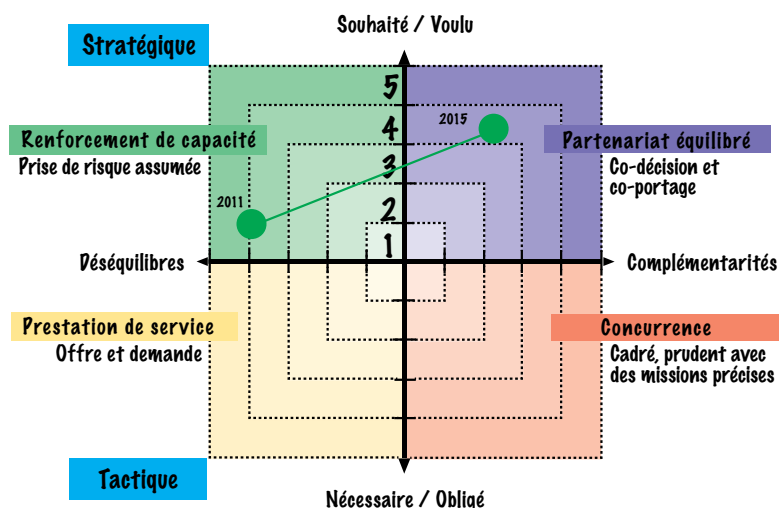 Souhaité / Voulu
Stratégique
5
2015
4
Renforcement de capacité
Prise de risque assumée
Partenariat équilibré
Co-décision et
co-portage
3
2011
2
1
Déséquilibres
Complémentarités
Prestation de service
Offre et demande
Concurrence
Cadré, prudent avec
des missions précises
Tactique
Nécessaire / Obligé